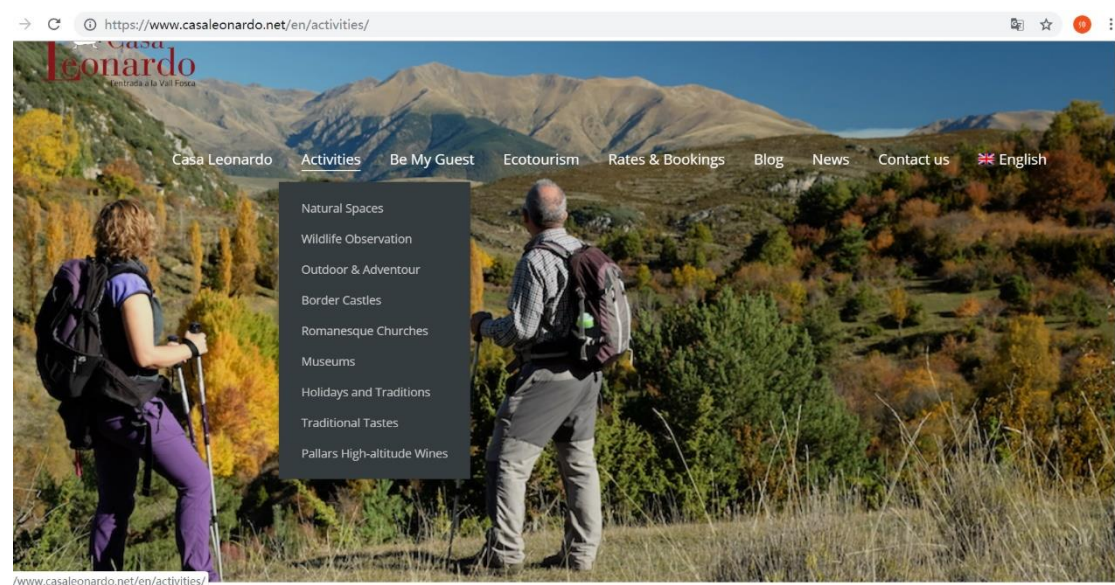 https://www.casaleonardo.net/en/activities/
Casa
Leonardo
l'entrada a la Vall Fosca
Casa Leonardo Activities Be My Guest Ecotourism Rates & Bookings Blog News Contact us English
Natural Spaces
Wildlife Observation
Outdoor & Adventour
Border Castles
Romanesque Churches
Museums
Holidays and Traditions
Traditional Tastes
Pallars High-altitude Wines
/www.casaleonardo.net/en/activities/